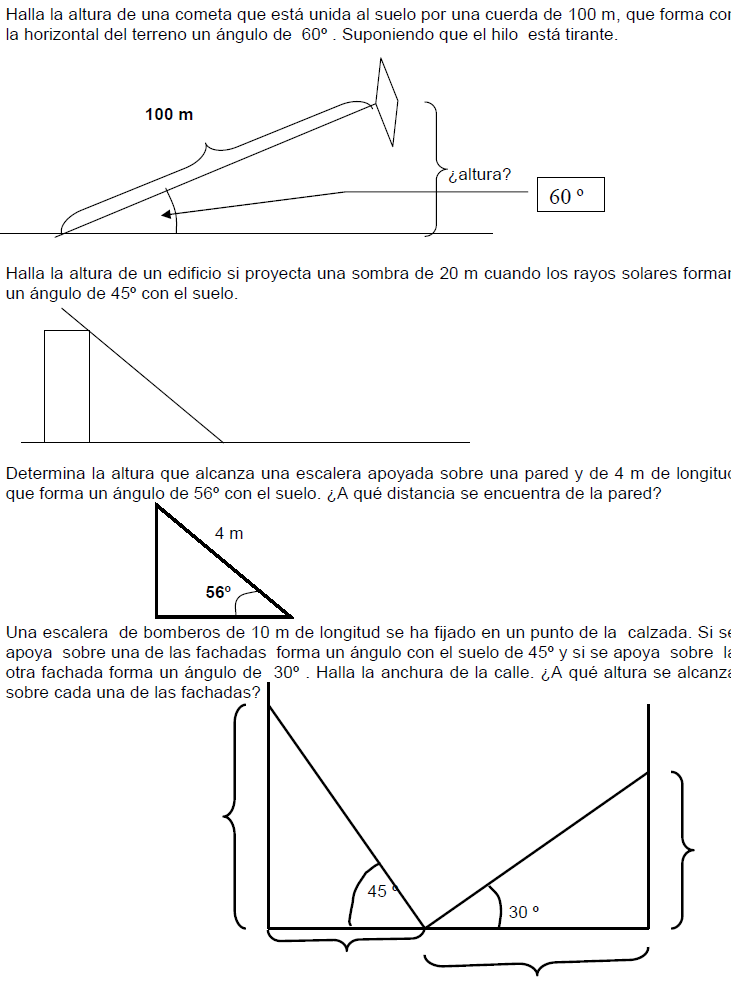 Halla la altura de una cometa que está unida al suelo por una cuerda de 100 m, que forma con
la horizontal del terreno un ángulo de 60º . Suponiendo que el hilo está tirante.
100 m
¿altura?
60 º
Halla la altura de un edificio si proyecta una sombra de 20 m cuando los rayos solares forman
un ángulo de 45º con el suelo.
Determina la altura que alcanza una escalera apoyada sobre una pared y de 4 m de longitud
que forma un ángulo de 56º con el suelo. ¿A qué distancia se encuentra de la pared?
4 m
56º
Una escalera de bomberos de 10 m de longitud se ha fijado en un punto de la calzada. Si se
apoya sobre una de las fachadas forma un ángulo con el suelo de 45º y si se apoya sobre la
otra fachada forma un ángulo de 30º . Halla la anchura de la calle. ¿A qué altura se alcanza
sobre cada una de las fachadas?
45 º
30 º